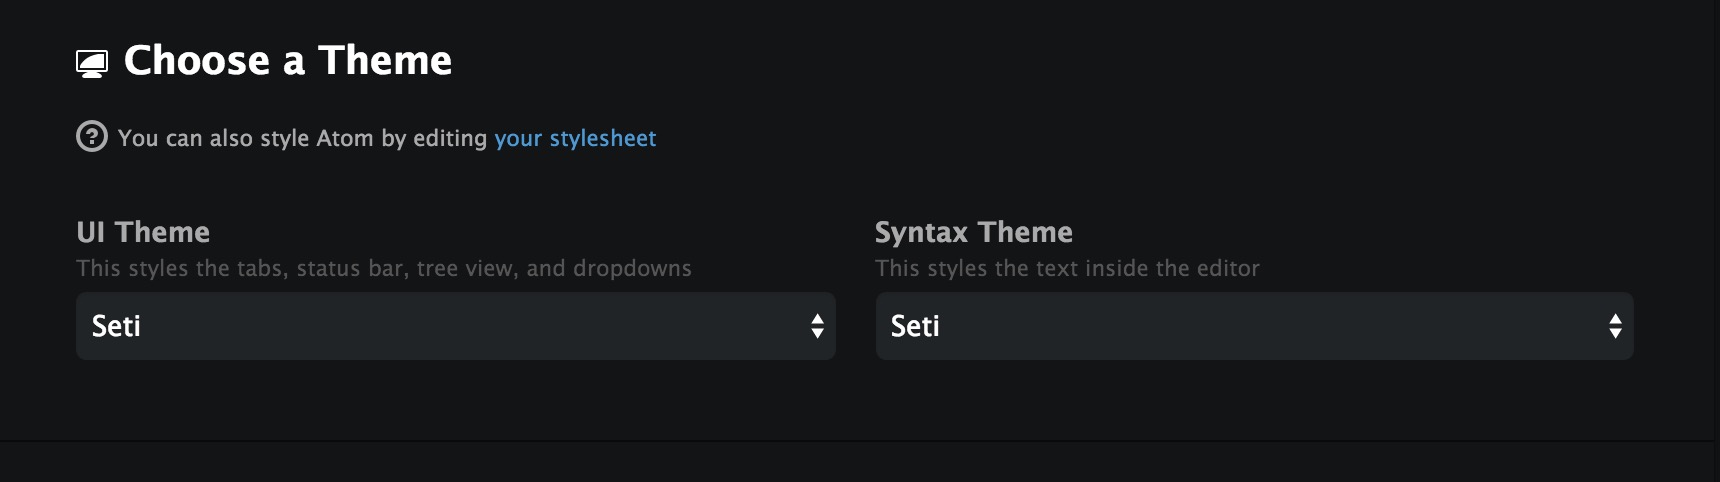 Choose a Theme
You can also style Atom by editing your stylesheet
UI Theme
This styles the tabs, status bar, tree view, and dropdowns
Seti
Syntax Theme
This styles the text inside the editor
Seti